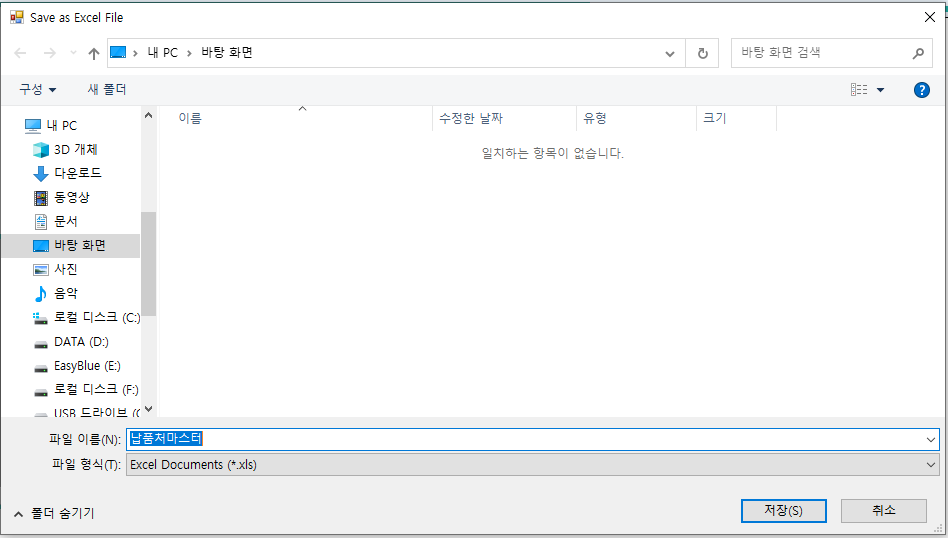 Save as Excel File
내 PC
바탕 화면
바탕 화면 검색
구성
새 폴더
이름
수정한 날짜
유형
크기
일치하는 항목이 없습니다.
내 PC
3D 개체
다운로드
동영상
문서
바탕 화면
사진
음악
로컬 디스크 (C:)
DATA (D:)
EasyBlue (E:)
로컬 디스크 (F:)
USB 드라이브 (
파일 이름(N):
납품처마스터
파일 형식(T):
Excel Documents (*.xls)
폴더 숨기기
저장(S)
취소